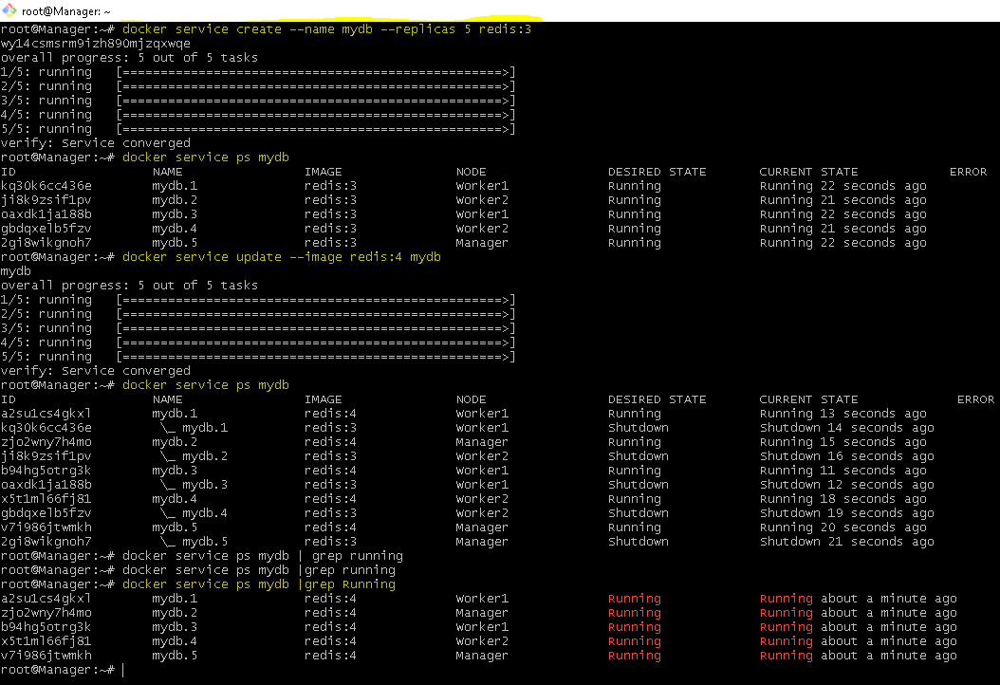 root@Manager: ~
root@Manager:~# docker service create --name mydb --replicas 5 redis:3
wy14csmsrm9izh890mjzqxwqe
overall progress: 5 out of 5 tasks
1/5: running   [==================================================>]
2/5: running   [==================================================>]
3/5: running   [==================================================>]
4/5: running   [==================================================>]
5/5: running   [==================================================>]
verify: Service converged
root@Manager:~# docker service ps mydb
ID                  NAME                IMAGE               NODE                DESIRED STATE       CURRENT STATE            ERROR
kq30k6cc436e        mydb.1              redis:3             Worker1             Running             Running 22 seconds ago
ji8k9zsif1pv        mydb.2              redis:3             Worker2             Running             Running 21 seconds ago
oaxdk1ja188b        mydb.3              redis:3             Worker1             Running             Running 22 seconds ago
gbdqxelb5fzv        mydb.4              redis:3             Worker2             Running             Running 21 seconds ago
2gi8wikgnoh7        mydb.5              redis:3             Manager             Running             Running 22 seconds ago
root@Manager:~# docker service update --image redis:4 mydb
mydb
overall progress: 5 out of 5 tasks
1/5: running   [==================================================>]
2/5: running   [==================================================>]
3/5: running   [==================================================>]
4/5: running   [==================================================>]
5/5: running   [==================================================>]
verify: Service converged
root@Manager:~# docker service ps mydb
ID                  NAME                IMAGE               NODE                DESIRED STATE       CURRENT STATE             ERROR
a2su1cs4gkxl        mydb.1              redis:4             Worker1             Running             Running 13 seconds ago
kq30k6cc436e         \_ mydb.1          redis:3             Worker1             Shutdown            Shutdown 14 seconds ago
zjo2wny7h4mo        mydb.2              redis:4             Manager             Running             Running 15 seconds ago
ji8k9zsif1pv         \_ mydb.2          redis:3             Worker2             Shutdown            Shutdown 16 seconds ago
b94hg5otrg3k        mydb.3              redis:4             Worker1             Running             Running 11 seconds ago
oaxdk1ja188b         \_ mydb.3          redis:3             Worker1             Shutdown            Shutdown 12 seconds ago
x5t1ml66fj81        mydb.4              redis:4             Worker2             Running             Running 18 seconds ago
gbdqxelb5fzv         \_ mydb.4          redis:3             Worker2             Shutdown            Shutdown 19 seconds ago
v7i986jtwmkh        mydb.5              redis:4             Manager             Running             Running 20 seconds ago
2gi8wikgnoh7         \_ mydb.5          redis:3             Manager             Shutdown            Shutdown 21 seconds ago
root@Manager:~# docker service ps mydb | grep running
root@Manager:~# docker service ps mydb |grep running
root@Manager:~# docker service ps mydb |grep Running
a2su1cs4gkxl        mydb.1              redis:4             Worker1             Running             Running about a minute ago
zjo2wny7h4mo        mydb.2              redis:4             Manager             Running             Running about a minute ago
b94hg5otrg3k        mydb.3              redis:4             Worker1             Running             Running about a minute ago
x5t1ml66fj81        mydb.4              redis:4             Worker2             Running             Running about a minute ago
v7i986jtwmkh        mydb.5              redis:4             Manager             Running             Running about a minute ago
root@Manager:~#